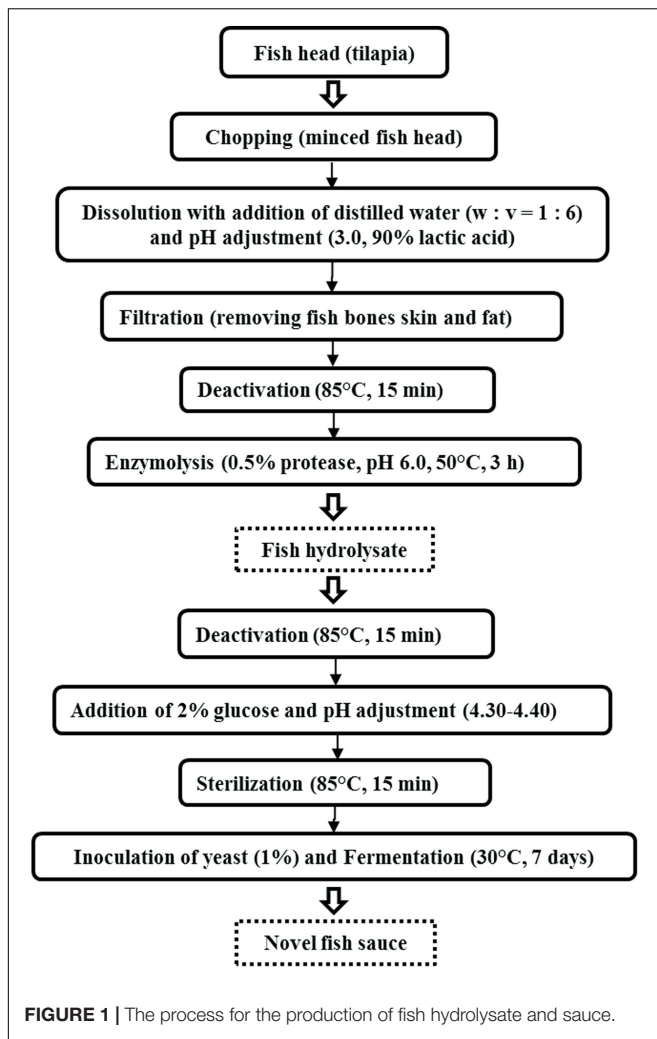 Fish head (tilapia)
Chopping (minced fish head)
Dissolution with addition of distilled water (w : v = 1 : 6)
and pH adjustment (3.0, 90% lactic acid)
Filtration (removing fish bones skin and fat)
Deactivation (85°C, 15 min)
Enzymolysis (0.5% protease, pH 6.0, 50°C, 3 h)
Fish hydrolysate
Deactivation (85°C, 15 min)
Addition of 2% glucose and pH adjustment (4.30-4.40)
Sterilization (85°C, 15 min)
Inoculation of yeast (1%) and Fermentation (30°C, 7 days)
Novel fish sauce
FIGURE 1 | The process for the production of fish hydrolysate and sauce.